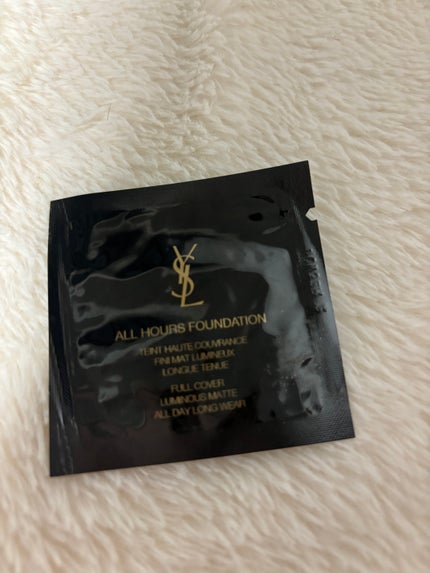 YSL
ALL HOURS FOUNDATION
TEINT HAUTE COUVRANCE
FINI MAT LUMINEUX
LONGUE TENUE
FULL COVER
LUMINOUS MATTE
ALL DAY LONG WEAR